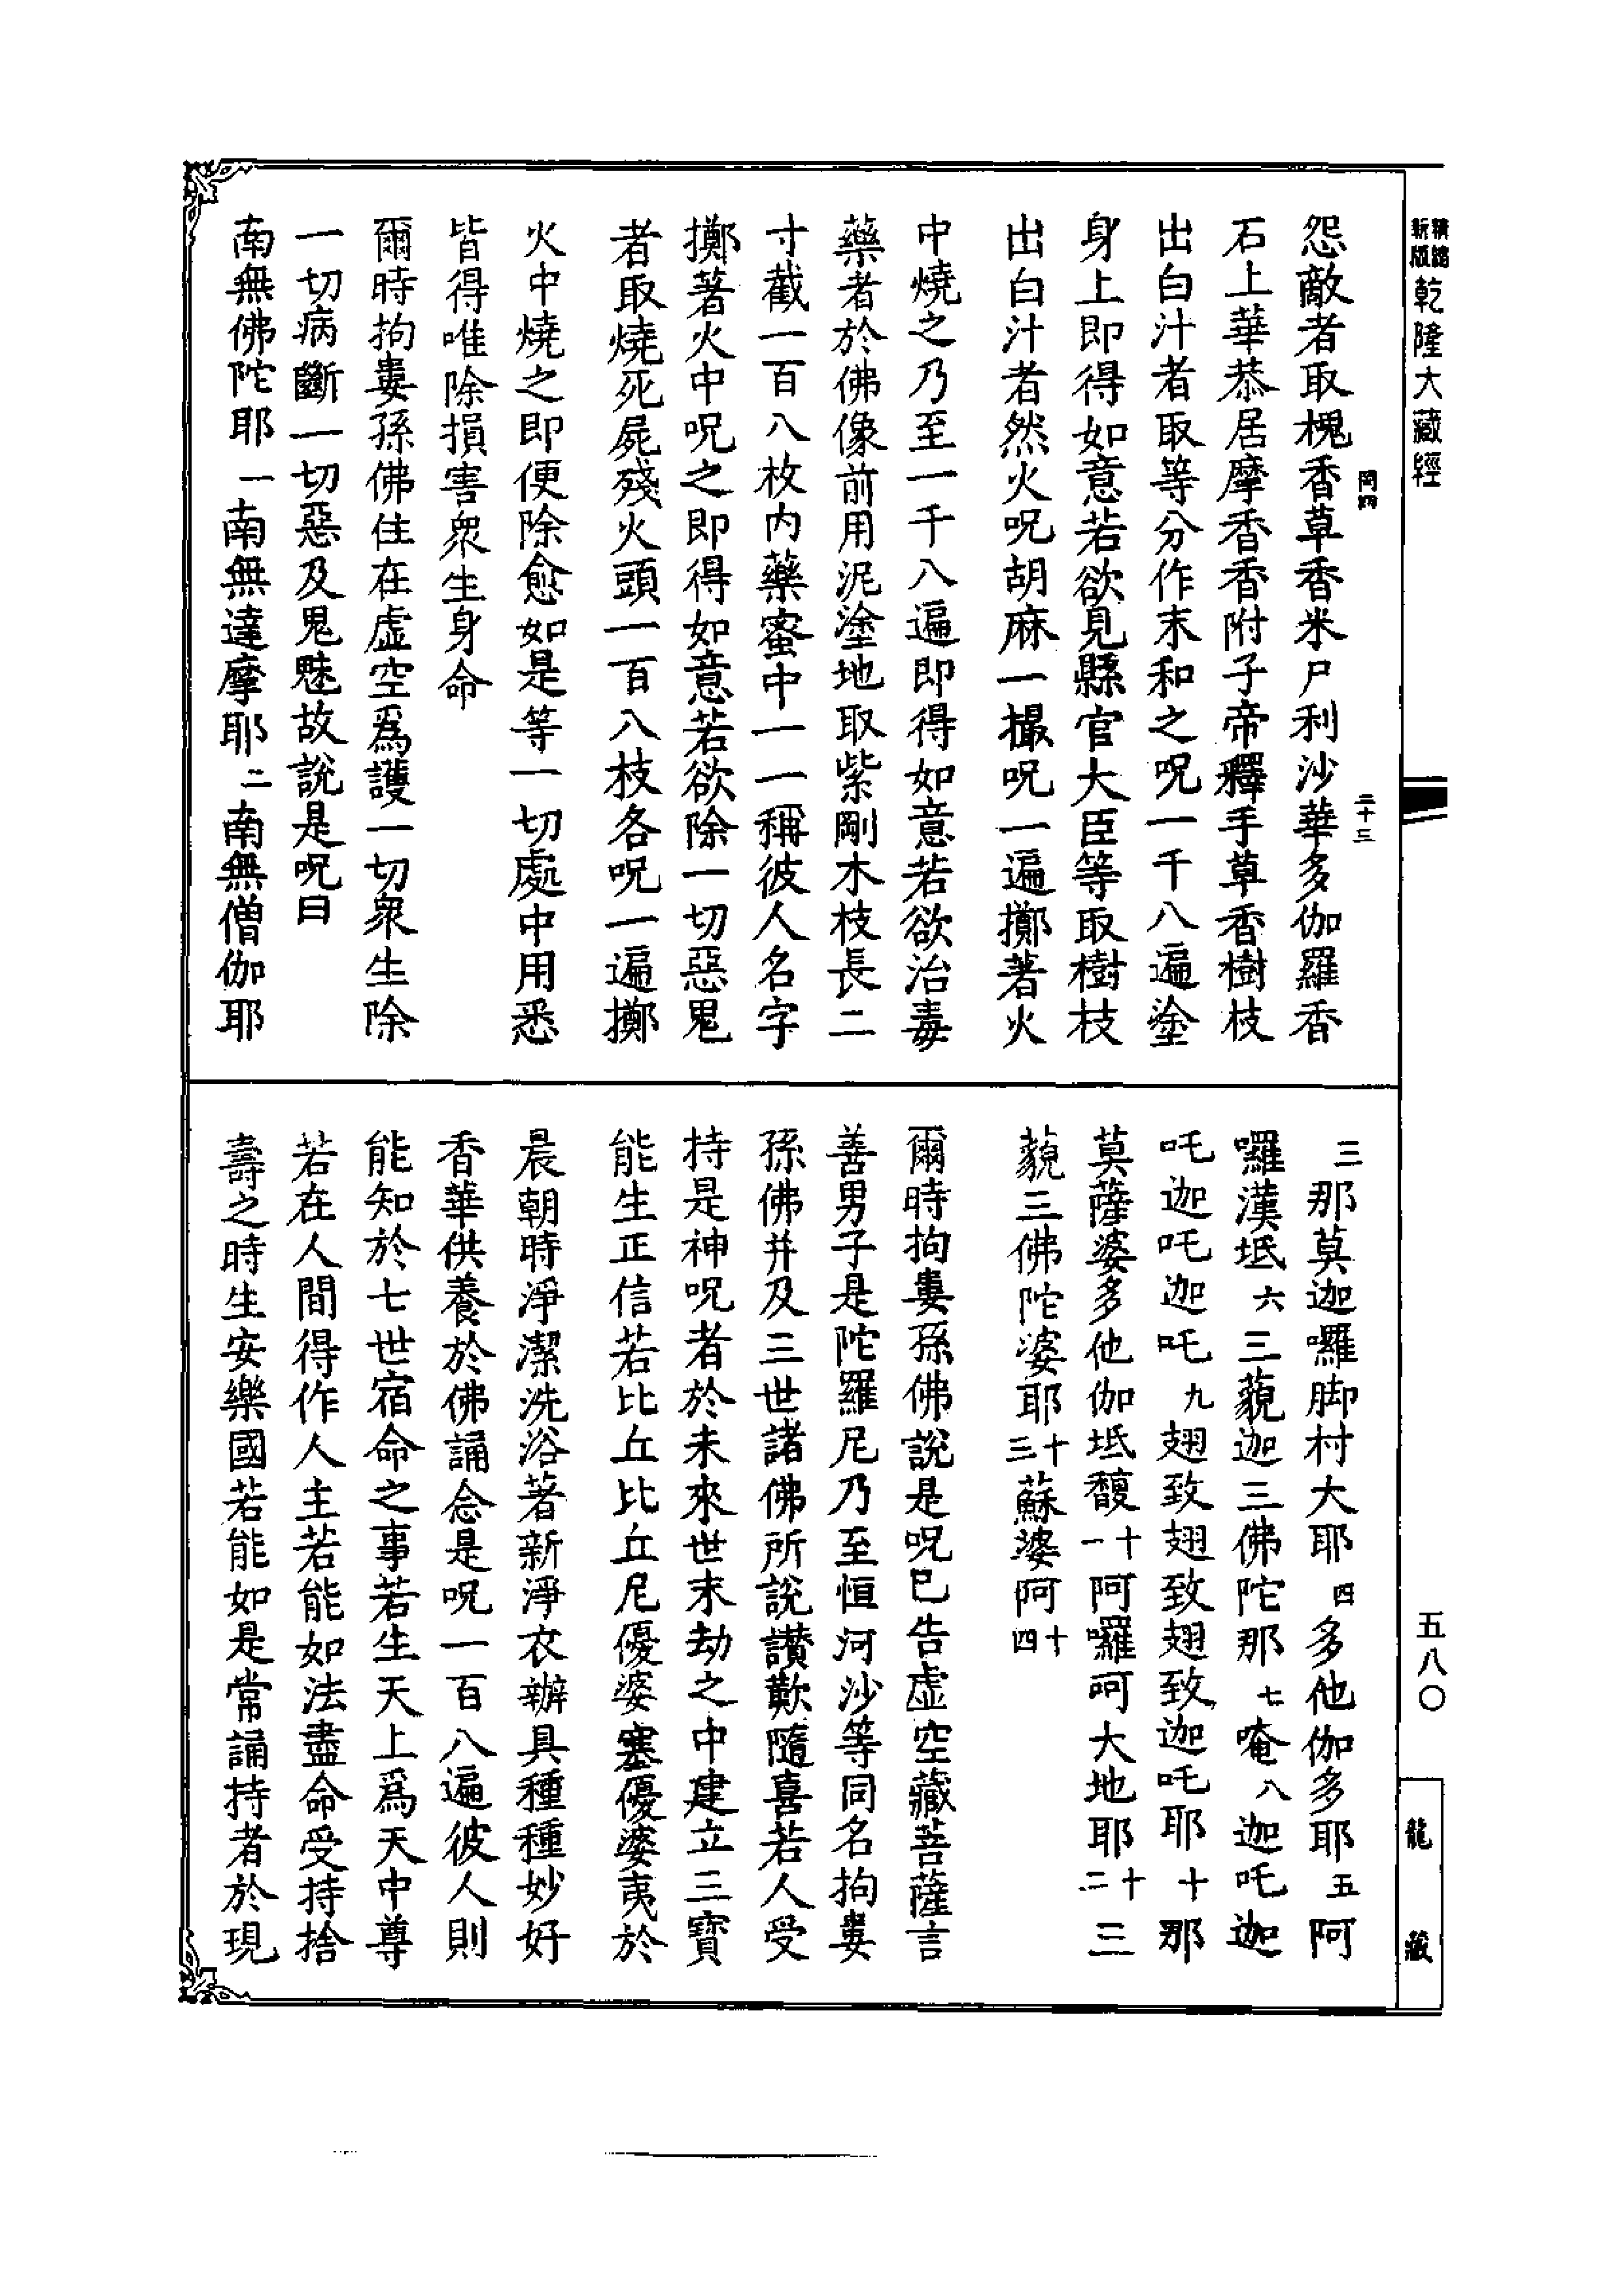 精縮新版乾隆大藏經
五八〇
龍藏
岡四
二十三
怨敵者取槐香草香米尸利沙華多伽羅香
石上華恭居摩香香附子帝釋手草香樹枝
出白汁者取等分作末和之呪一千八遍塗
身上即得如意若欲見縣官大臣等取樹枝
出白汁者然火呪胡麻一撮呪一遍擲著火
中燒之乃至一千八遍即得如意若欲治毒
藥者於佛像前用泥塗地取紫剛木枝長二
寸截一百八枚内藥蜜中一一稱彼人名字
擲著火中呪之即得如意若欲除一切惡鬼
者取燒死屍殘火頭一百八枝各呪一遍擲
火中燒之即便除愈如是等一切處中用悉
皆得唯除損害衆生身命
爾時拘婁孫佛住在虛空爲護一切衆生除
一切病斷一切惡及鬼魅故說是呪曰
南無佛陀耶一南無達摩耶二南無僧伽耶
三那莫迦囉脚村大耶四多他伽多耶五阿
囉漢坻六三藐迦三佛陀那七唵八迦吒迦
吒迦吒迦吒九翅致翅致翅致迦吒耶十那
莫薩婆多他伽坻馥十一阿囉呵大地耶十二三
藐三佛陀婆耶十三蘇婆阿十四
爾時拘婁孫佛說是呪已告虛空藏菩薩言
善男子是陀羅尼乃至恒河沙等同名拘婁
孫佛并及三世諸佛所說讃歎隨喜若人受
持是神呪者於未來世末劫之中建立三寶
能生正信若比丘比丘尼優婆塞優婆夷於
晨朝時淨潔洗浴著新淨衣辦具種種妙好
香華供養於佛誦念是呪一百八遍彼人則
能知於七世宿命之事若生天上爲天中尊
若在人間得作人主若能如法盡命受持捨
壽之時生安樂國若能如是常誦持者於現